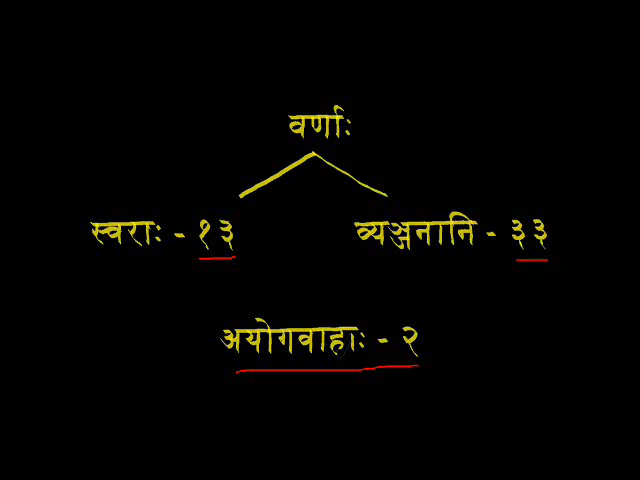 वर्णाः
स्वराः - १३ व्यञ्जनानि - ३३
अयोगवाहाः - २